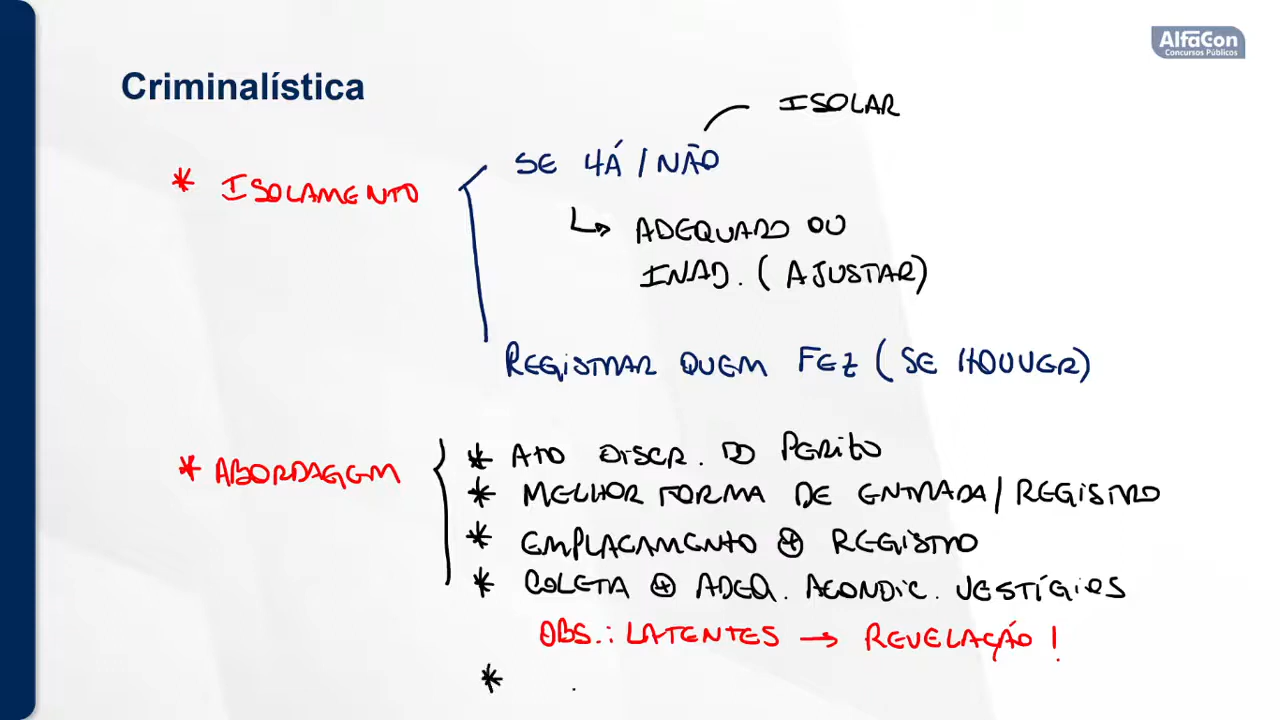 AlfaCon
Concursos Públicos
Criminalística
ISOLAR
SE HÁ / NÃO
* ISOLAMENTO
ADEQUADO OU
INAD. (AJUSTAR)
REGISTRAR QUEM FEZ (SE HOUVER)
* ABORDAGEM
* ATO DISCR. DO PERITO
* MELHOR FORMA DE ENTRADA/REGISTRO
* EMPLACAMENTO ⊕ REGISTRO
* COLETA ⊕ ADEQ. ACONDIC. VESTÍGIOS
OBS.: LATENTES → REVELAÇÃO!
*